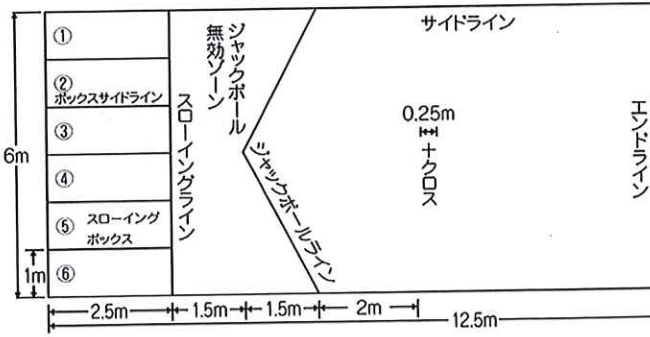 サイドライン
①
②
ボックスサイドライン
③
④
⑤ スローイング
ボックス
⑥
6m
1m
スローイングライン
ジャックボール
無効ゾーン
ジャックボールライン
0.25m
クロス
エンドライン
2.5m
1.5m
1.5m
2m
12.5m